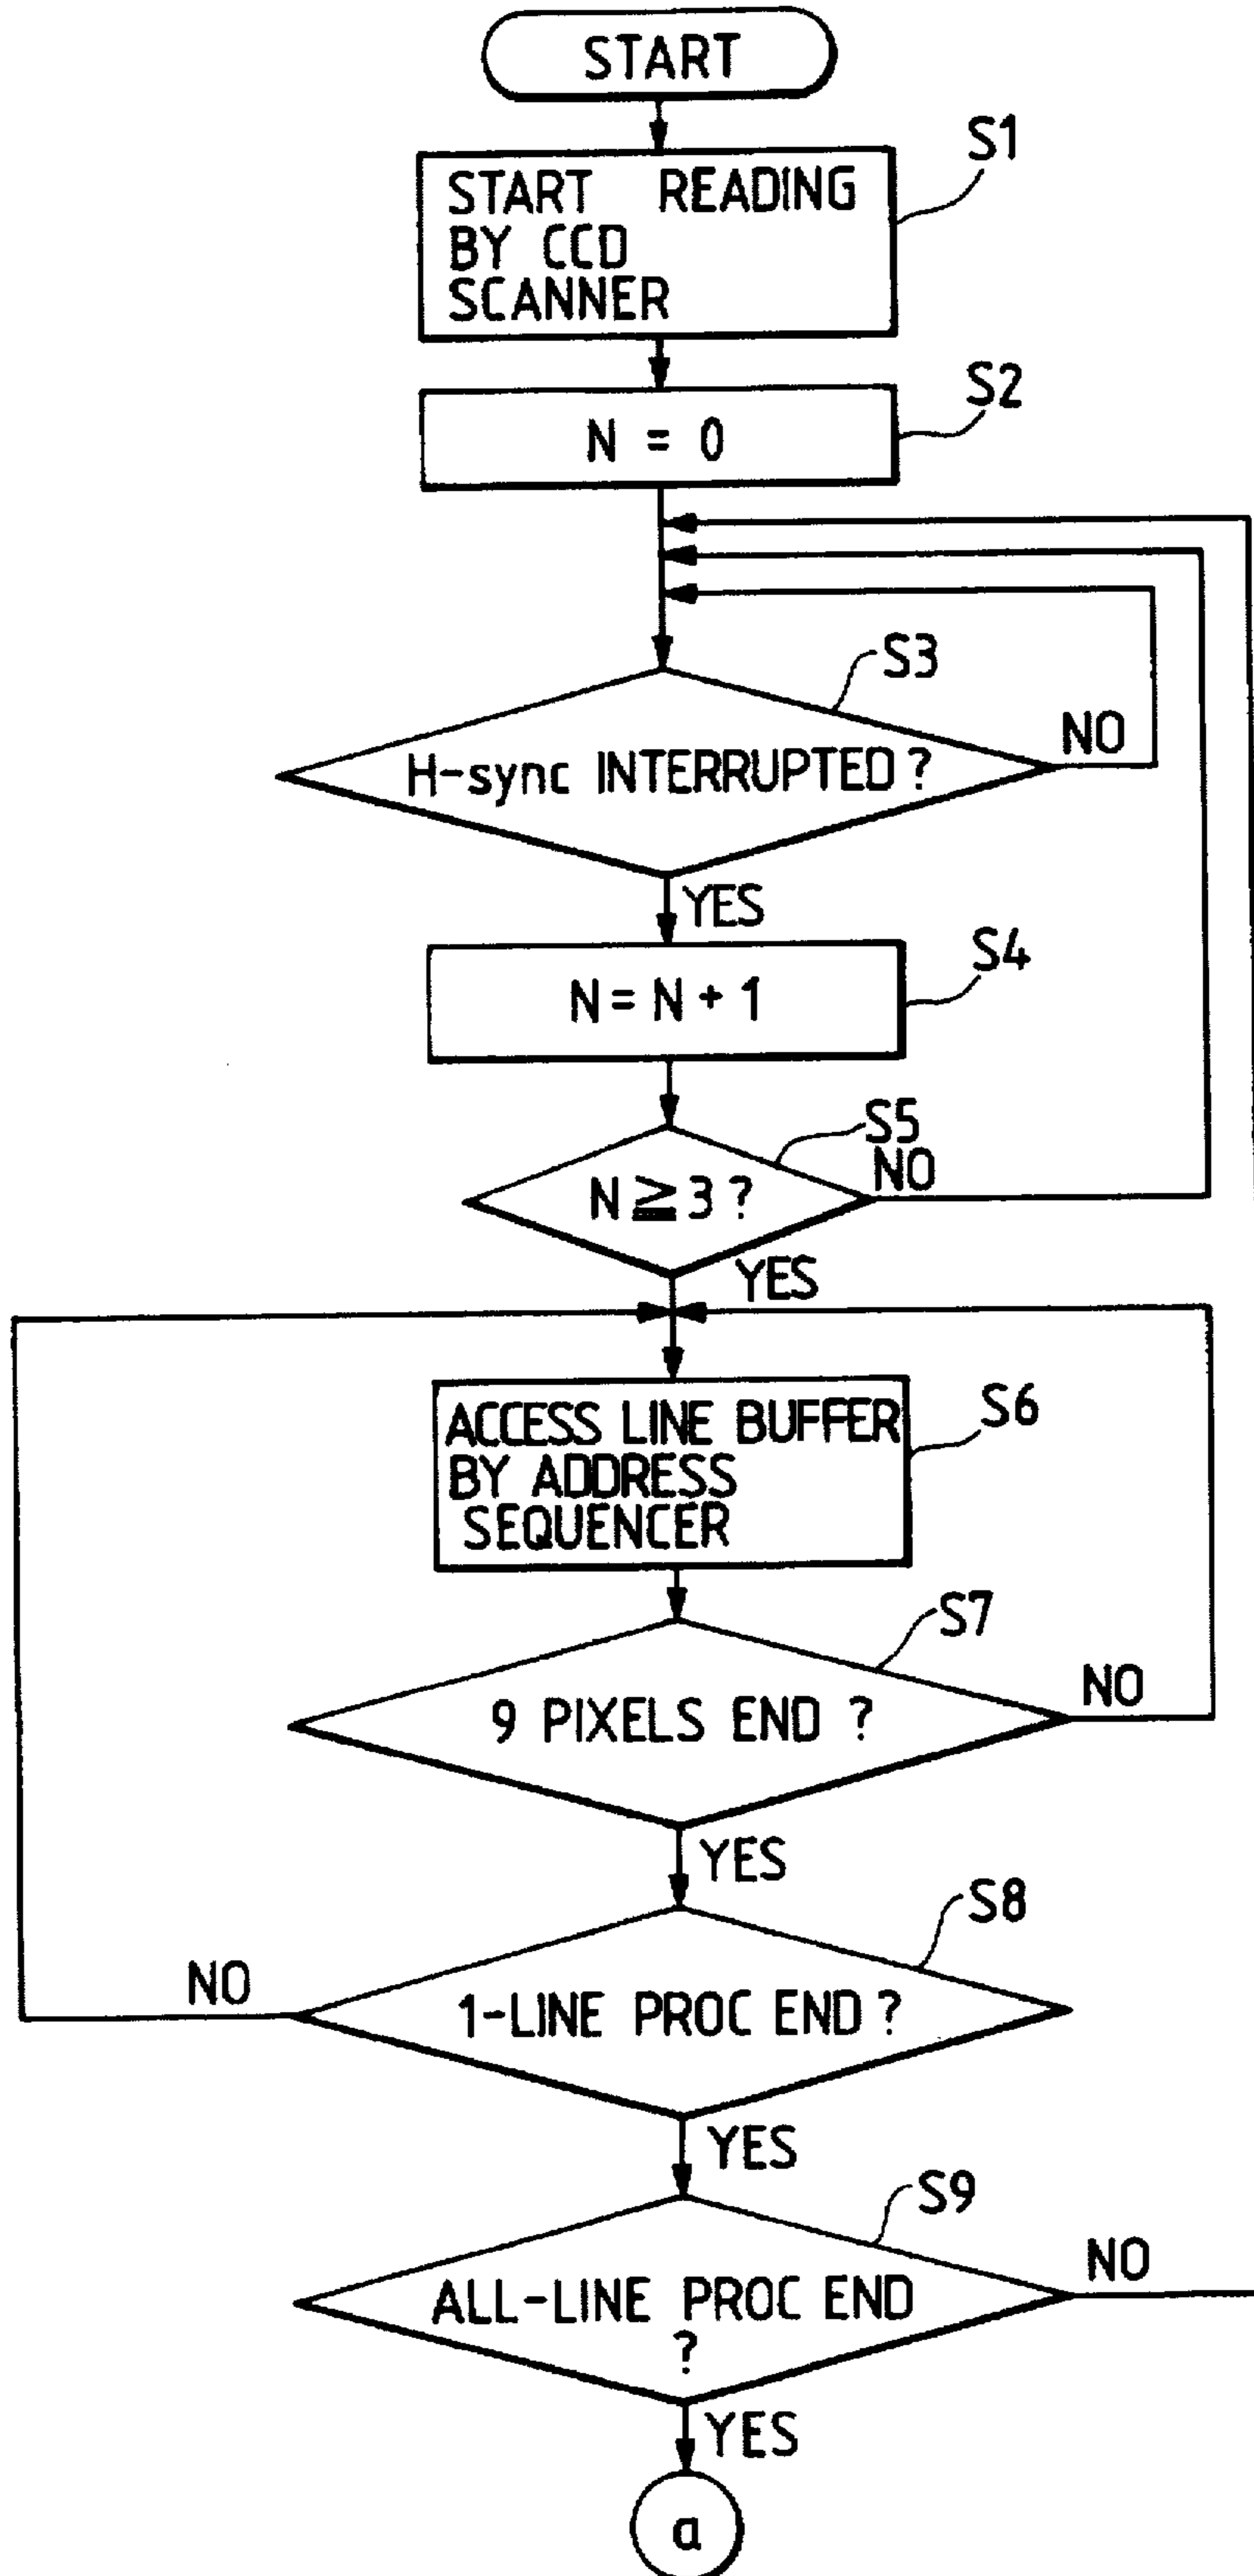 START
S1
START READING
BY CCD
SCANNER
S2
N = 0
S3
H-sync INTERRUPTED ?
NO
YES
S4
N = N + 1
S5
N ≧ 3 ?
NO
YES
S6
ACCESS LINE BUFFER
BY ADDRESS
SEQUENCER
S7
9 PIXELS END ?
NO
YES
S8
NO
1-LINE PROC END ?
YES
S9
NO
ALL-LINE PROC END
?
YES
a